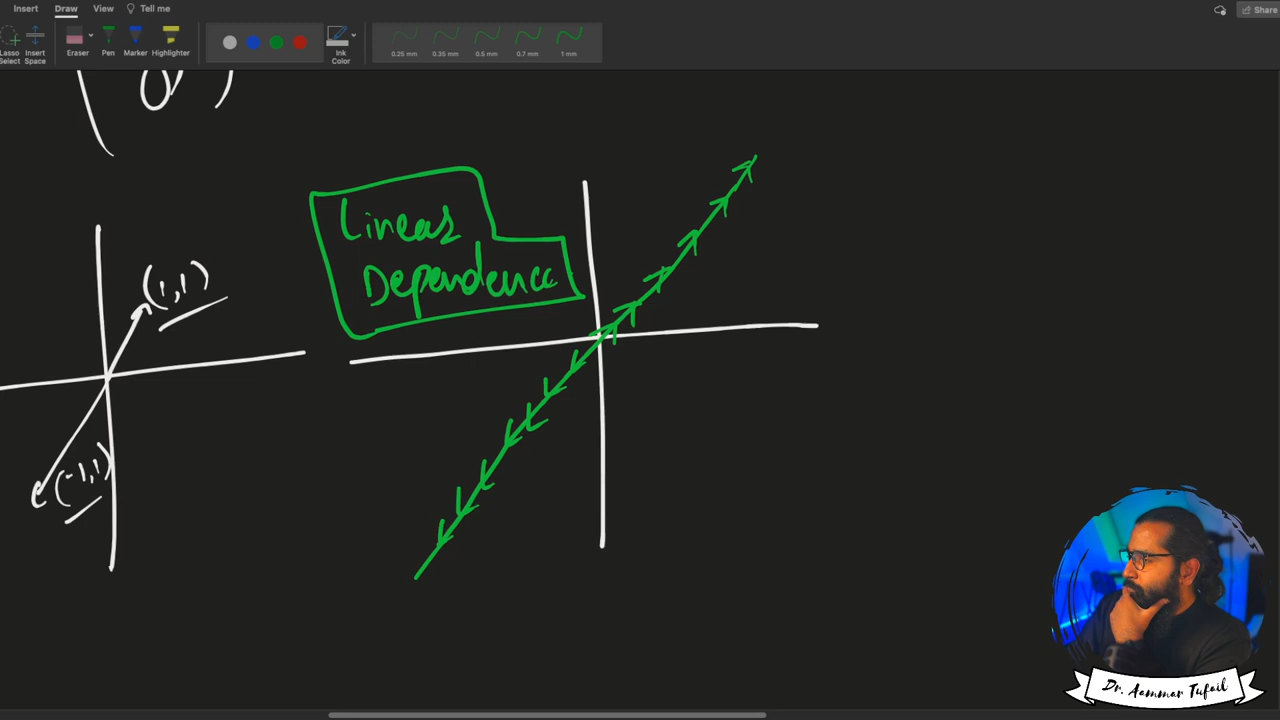 Insert Draw View Tell me
Share
Lasso Select
Insert Space
Eraser
Pen
Marker
Highlighter
Ink Color
0.25 mm 0.35 mm 0.5 mm 0.7 mm 1 mm
Linear
Dependence
(1,1)
(-1,1)
Dr. Aammar Tufail